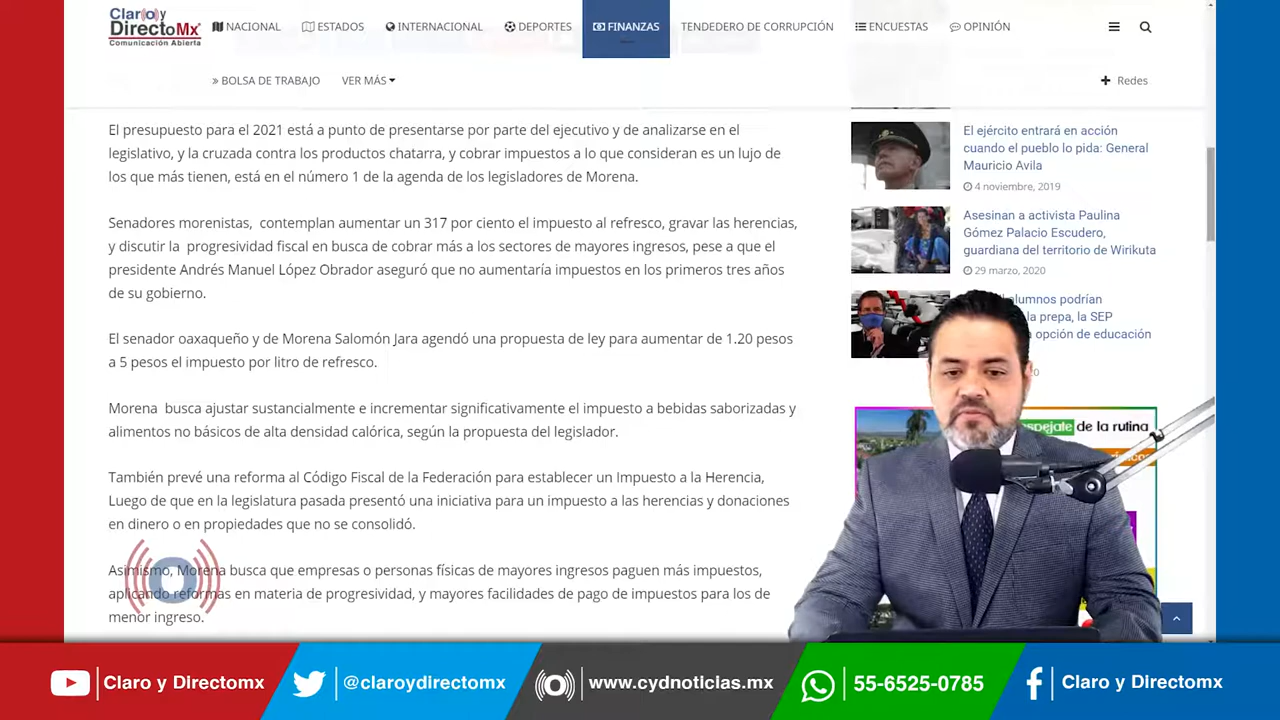 Claro y
DirectoMx
Comunicación Abierta
NACIONAL
ESTADOS
INTERNACIONAL
DEPORTES
FINANZAS
TENDEDERO DE CORRUPCIÓN
ENCUESTAS
OPINIÓN
» BOLSA DE TRABAJO
VER MÁS
+ Redes
El presupuesto para el 2021 está a punto de presentarse por parte del ejecutivo y de analizarse en el
legislativo, y la cruzada contra los productos chatarra, y cobrar impuestos a lo que consideran es un lujo de
los que más tienen, está en el número 1 de la agenda de los legisladores de Morena.
Senadores morenistas, contemplan aumentar un 317 por ciento el impuesto al refresco, gravar las herencias,
y discutir la progresividad fiscal en busca de cobrar más a los sectores de mayores ingresos, pese a que el
presidente Andrés Manuel López Obrador aseguró que no aumentaría impuestos en los primeros tres años
de su gobierno.
El senador oaxaqueño y de Morena Salomón Jara agendó una propuesta de ley para aumentar de 1.20 pesos
a 5 pesos el impuesto por litro de refresco.
Morena busca ajustar sustancialmente e incrementar significativamente el impuesto a bebidas saborizadas y
alimentos no básicos de alta densidad calórica, según la propuesta del legislador.
También prevé una reforma al Código Fiscal de la Federación para establecer un Impuesto a la Herencia,
Luego de que en la legislatura pasada presentó una iniciativa para un impuesto a las herencias y donaciones
en dinero o en propiedades que no se consolidó.
Asimismo, Morena busca que empresas o personas físicas de mayores ingresos paguen más impuestos,
aplicando reformas en materia de progresividad, y mayores facilidades de pago de impuestos para los de
menor ingreso.
El ejército entrará en acción
cuando el pueblo lo pida: General
Mauricio Avila
4 noviembre, 2019
Asesinan a activista Paulina
Gómez Palacio Escudero,
guardiana del territorio de Wirikuta
29 marzo, 2020
alumnos podrían
la prepa, la SEP
opción de educación
de la rutina
Claro y Directomx
@claroydirectomx
www.cydnoticias.mx
55-6525-0785
Claro y Directomx